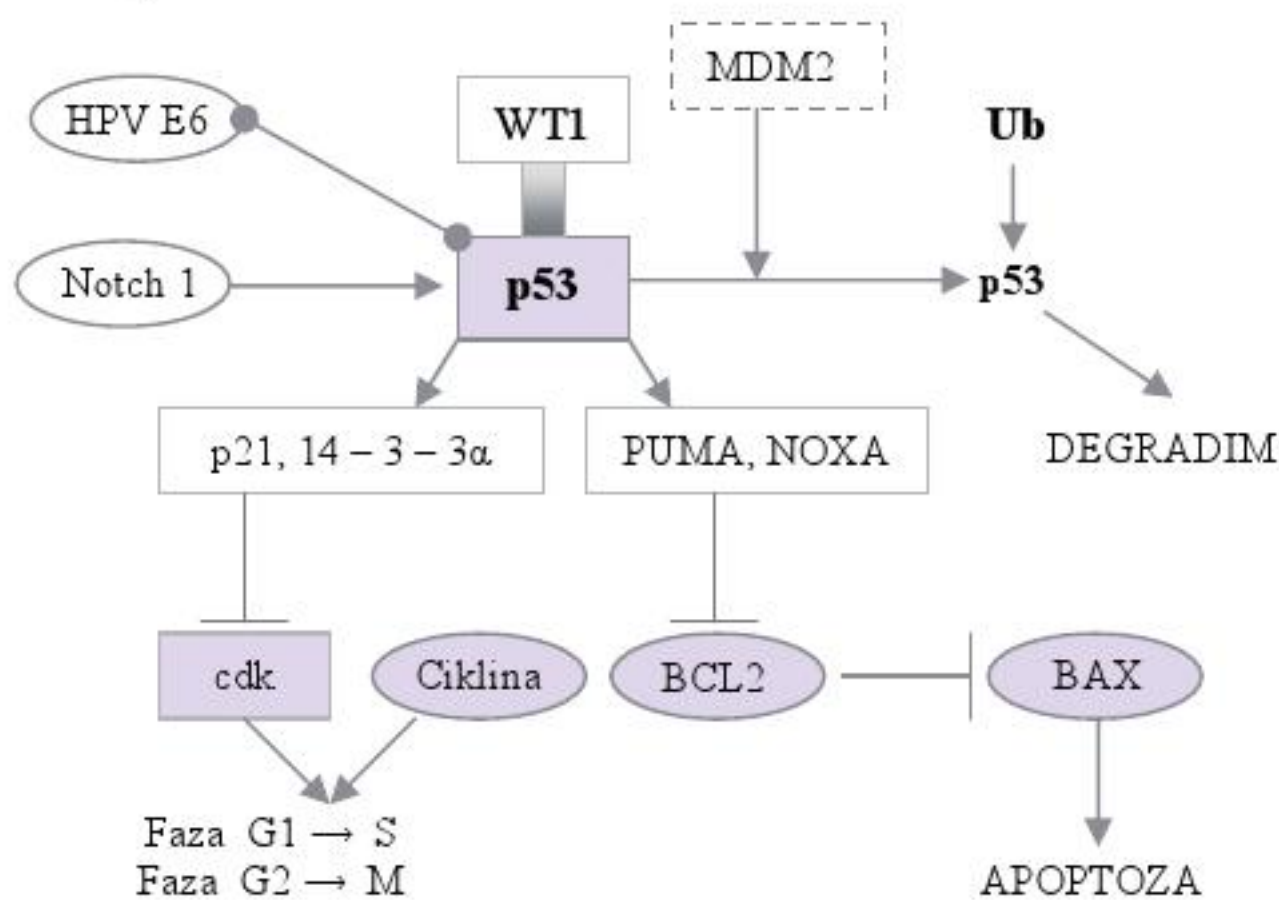 MDM2
HPV E6
WT1
Ub
Notch 1
p53
p53
p21, 14 – 3 – 3α
PUMA, NOXA
DEGRADIM
cdk
Ciklina
BCL2
BAX
Faza G1 → S
Faza G2 → M
APOPTOZA